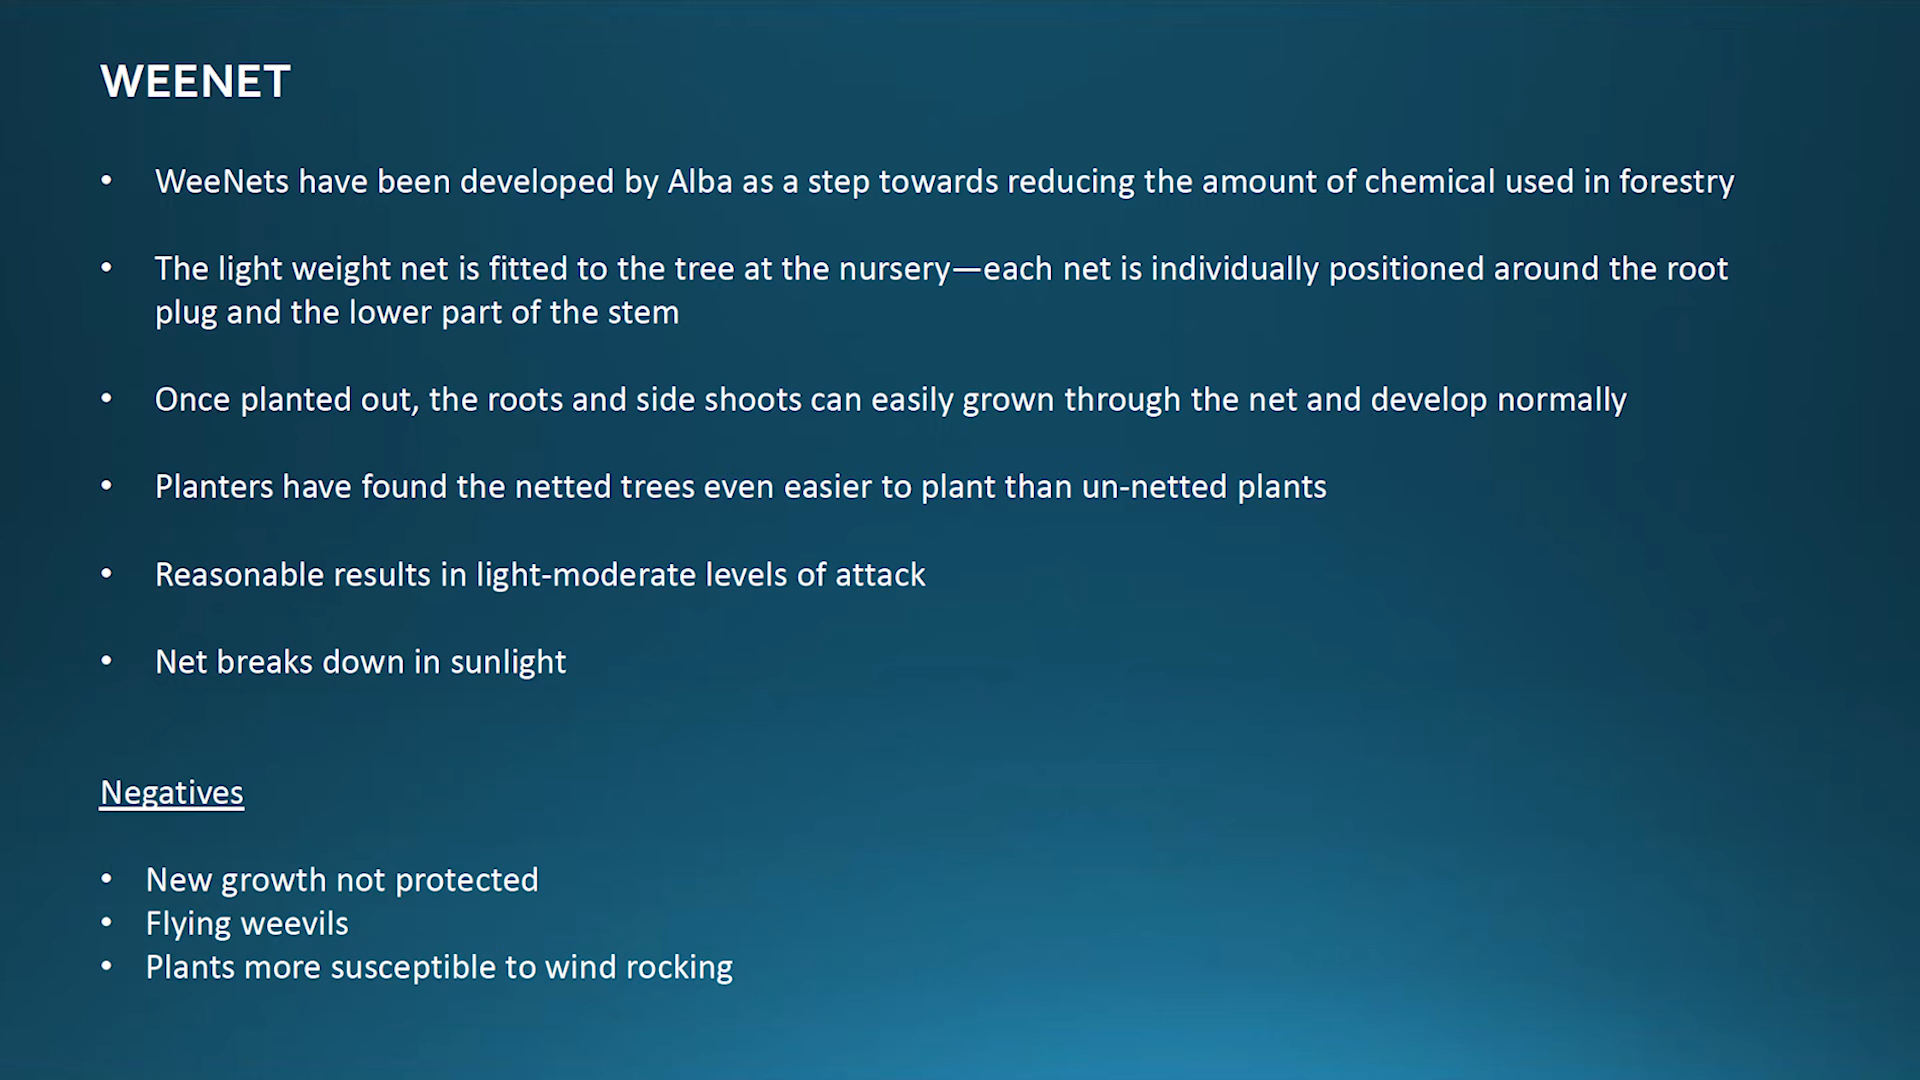 WEENET
• WeeNets have been developed by Alba as a step towards reducing the amount of chemical used in forestry
• The light weight net is fitted to the tree at the nursery—each net is individually positioned around the root
plug and the lower part of the stem
• Once planted out, the roots and side shoots can easily grown through the net and develop normally
• Planters have found the netted trees even easier to plant than un-netted plants
• Reasonable results in light-moderate levels of attack
• Net breaks down in sunlight
Negatives
• New growth not protected
• Flying weevils
• Plants more susceptible to wind rocking